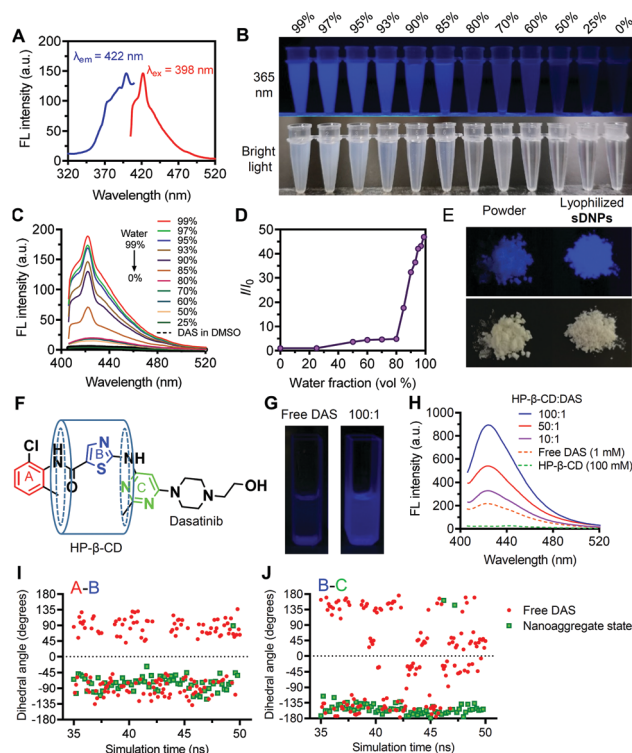 A
λem = 422 nm
λex = 398 nm
FL intensity (a.u.)
200
150
100
50
0
320
370
420
470
520
Wavelength (nm)
B
99% 97% 95% 93% 90% 85% 80% 70% 60% 50% 25% 0%
365 nm
Bright light
C
FL intensity (a.u.)
250
200
150
100
50
0
400 440 480 520
Wavelength (nm)
Water
99%
0%
99%
97%
95%
93%
90%
85%
80%
70%
60%
50%
25%
DAS in DMSO
D
I/I0
50
40
30
20
10
0
0 20 40 60 80 100
Water fraction (vol %)
E
Powder
Lyophilized
sDNPs
F
Cl
H
N
O
A
N
B
S
H
N
N
C
N
N
N
OH
Dasatinib
HP-β-CD
G
Free DAS 100:1
H
HP-β-CD:DAS
100:1
50:1
10:1
Free DAS (1 mM)
HP-β-CD (100 mM)
FL intensity (a.u.)
1000
800
600
400
200
0
400 440 480 520
Wavelength (nm)
I
A-B
Dihedral angle (degrees)
180
135
90
45
0
-45
-90
-135
-180
35 40 45 50
Simulation time (ns)
J
B-C
Dihedral angle (degrees)
180
135
90
45
0
-45
-90
-135
-180
35 40 45 50
Simulation time (ns)
Free DAS
Nanoaggregate state